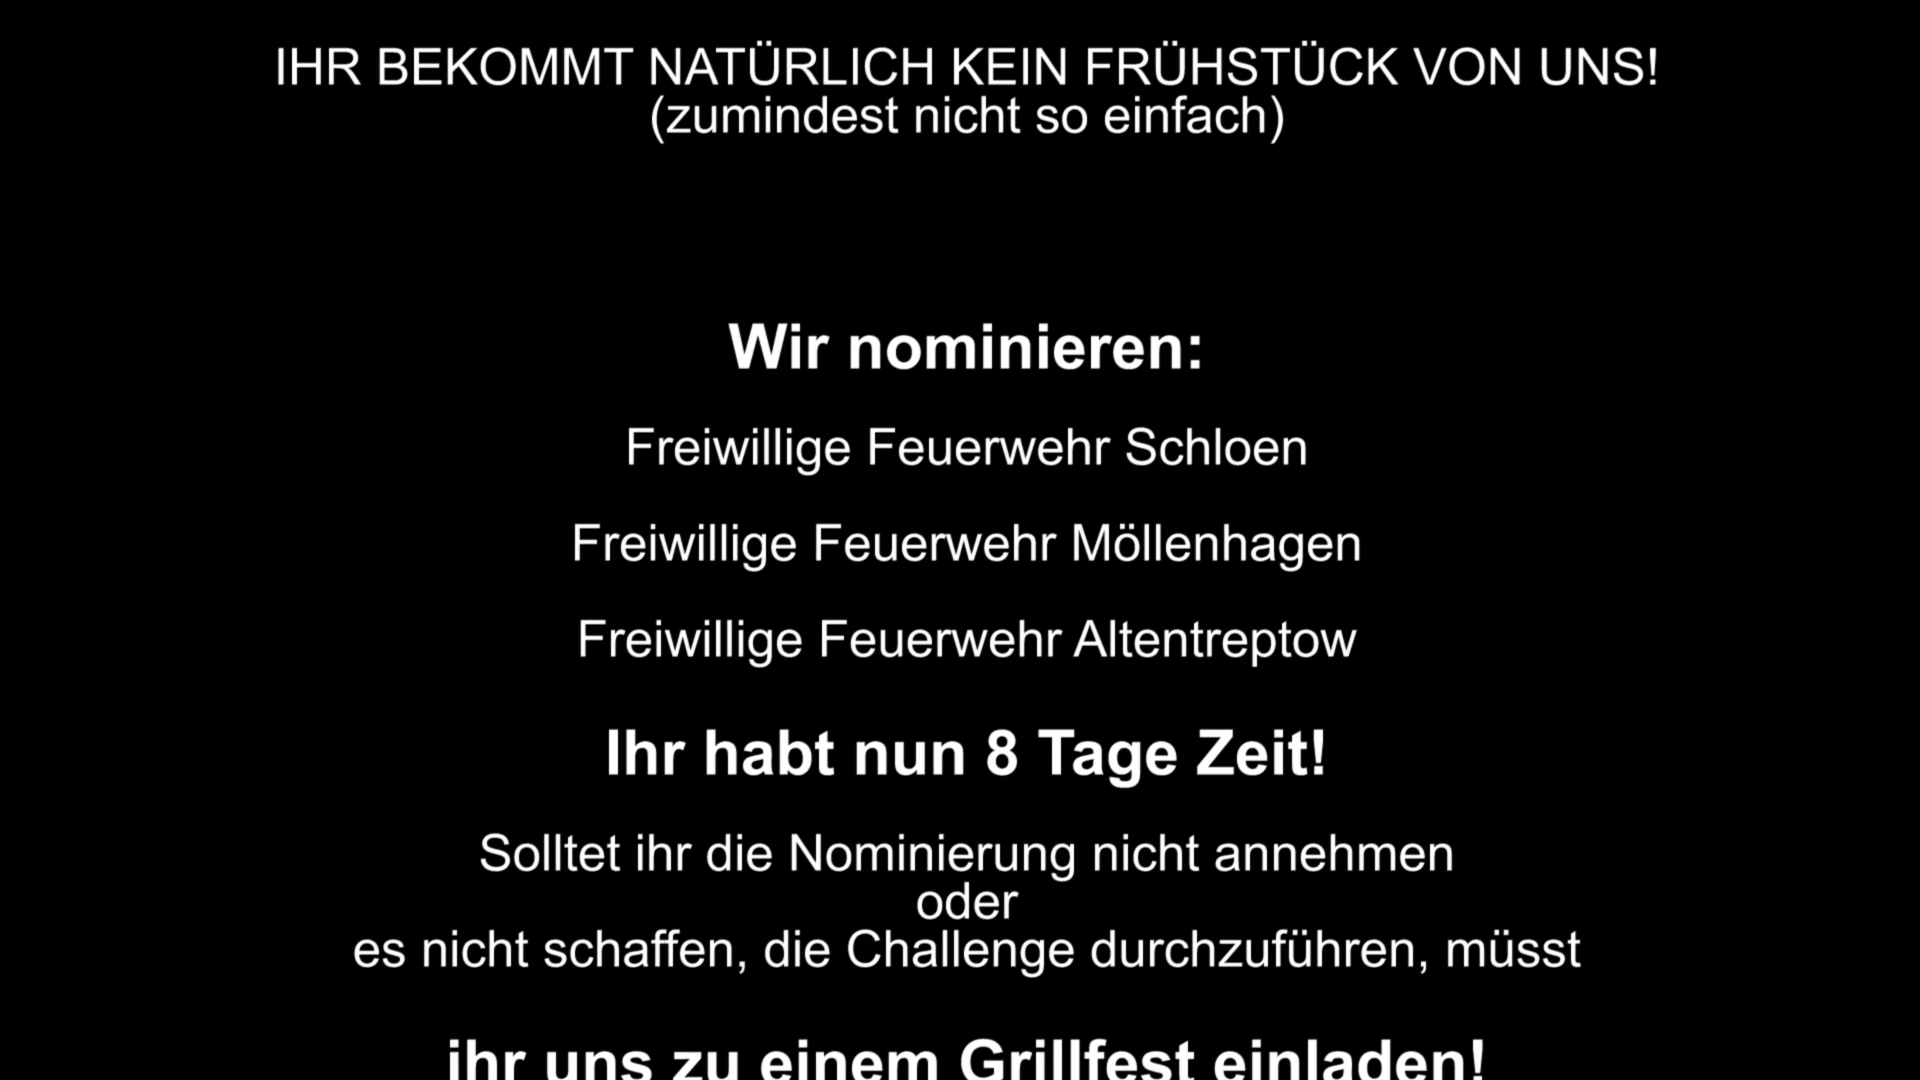 IHR BEKOMMT NATÜRLICH KEIN FRÜHSTÜCK VON UNS!
(zumindest nicht so einfach)
Wir nominieren:
Freiwillige Feuerwehr Schloen
Freiwillige Feuerwehr Möllenhagen
Freiwillige Feuerwehr Altentreptow
Ihr habt nun 8 Tage Zeit!
Solltet ihr die Nominierung nicht annehmen
oder
es nicht schaffen, die Challenge durchzuführen, müsst
ihr uns zu einem Grillfest einladen!